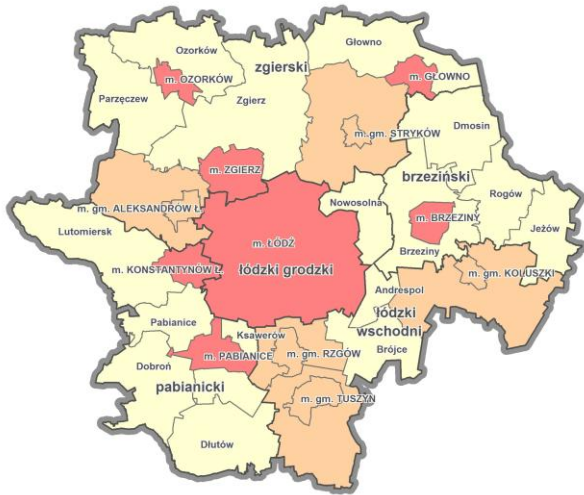 Ozorków
Głowno
zgierski
m. OZORKÓW
m. GŁOWNO
Parzęczew
Zgierz
Dmosin
m. gm. STRYKÓW
m. ZGIERZ
brzeziński
Rogów
Nowosolna
m. gm. ALEKSANDRÓW Ł.
m. BRZEZINY
Lutomiersk
Jeżów
m. ŁÓDŹ
Brzeziny
m. KONSTANTYNÓW Ł.
łódzki grodzki
m. gm. KOLUSZKI
Andrespol
Pabianice
łódzki
wschodni
Ksawerów
Brójce
m. PABIANICE
m. gm. RZGÓW
Dobroń
pabianicki
m. gm. TUSZYN
Dłutów